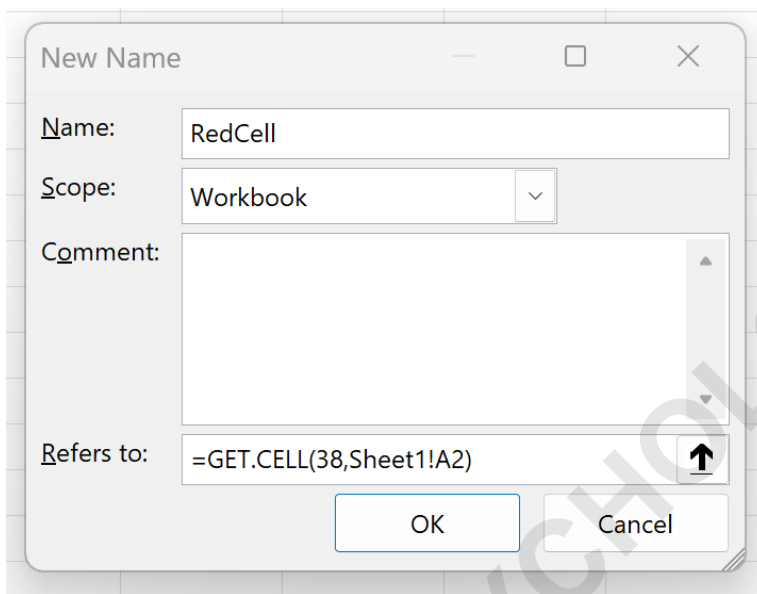 New Name
Name:
RedCell
Scope:
Workbook
Comment:
Refers to:
=GET.CELL(38,Sheet1!A2)
OK
Cancel